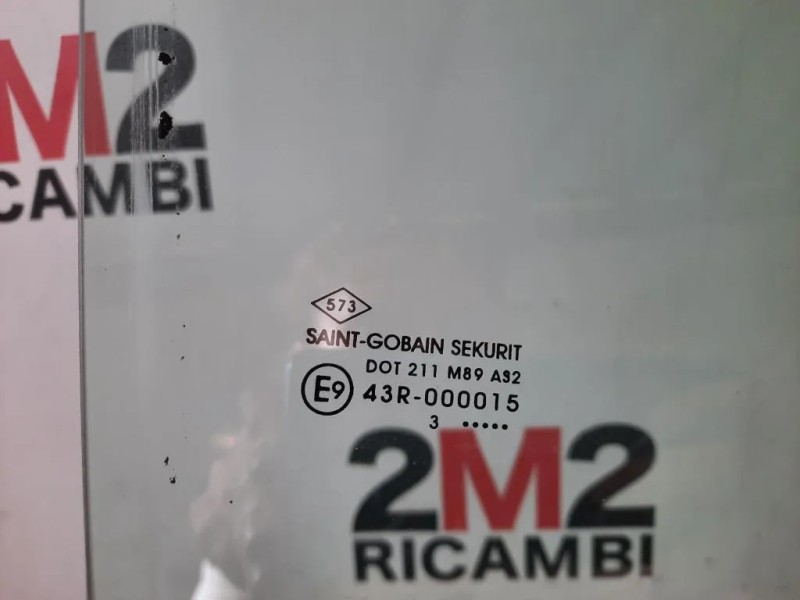 M2
CAMBI
573
SAINT-GOBAIN SEKURIT
DOT 211 M89 AS2
E9 43R-000015
3 •••••
2M2
RICAMBI